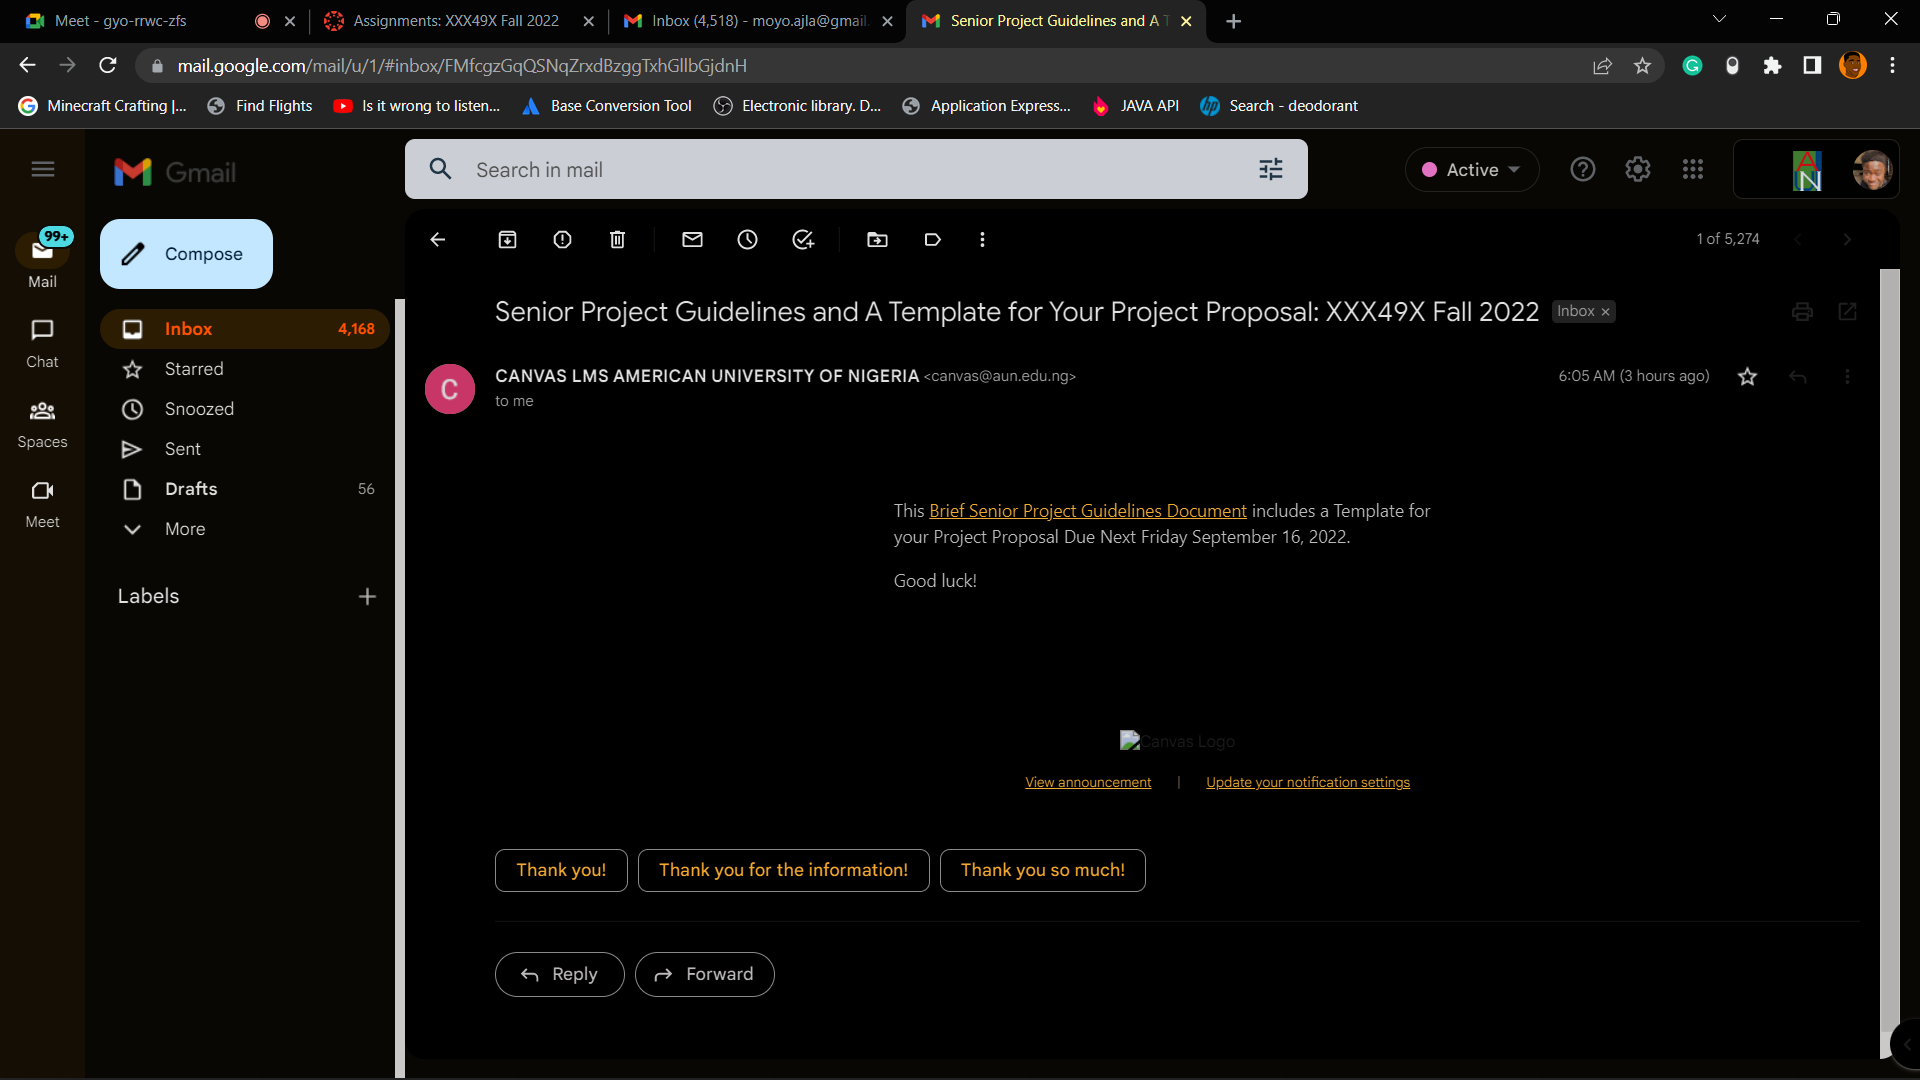 Meet - gyo-rrwc-zfs
Assignments: XXX49X Fall 2022
Inbox (4,518) - moyo.ajla@gmail.
Senior Project Guidelines and A T
mail.google.com/mail/u/1/#inbox/FMfcgzGqQSNqZrxdBzggTxhGllbGjdnH
Minecraft Crafting |...
Find Flights
Is it wrong to listen...
Base Conversion Tool
Electronic library. D...
Application Express...
JAVA API
Search - deodorant
Gmail
Search in mail
Active
99+
Mail
Chat
Spaces
Meet
Compose
Inbox 4,168
Starred
Snoozed
Sent
Drafts 56
More
Labels
1 of 5,274
Senior Project Guidelines and A Template for Your Project Proposal: XXX49X Fall 2022 Inbox ×
C
CANVAS LMS AMERICAN UNIVERSITY OF NIGERIA <canvas@aun.edu.ng>
6:05 AM (3 hours ago)
to me
This Brief Senior Project Guidelines Document includes a Template for
your Project Proposal Due Next Friday September 16, 2022.
Good luck!
Canvas Logo
View announcement | Update your notification settings
Thank you!
Thank you for the information!
Thank you so much!
Reply
Forward